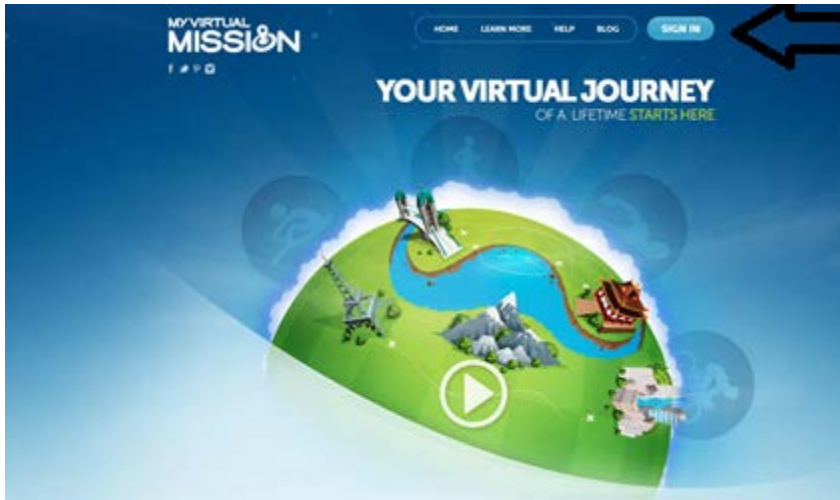 MY VIRTUAL
MISSION
HOME LEARN MORE HELP BLOG SIGN IN
YOUR VIRTUAL JOURNEY
OF A LIFETIME STARTS HERE